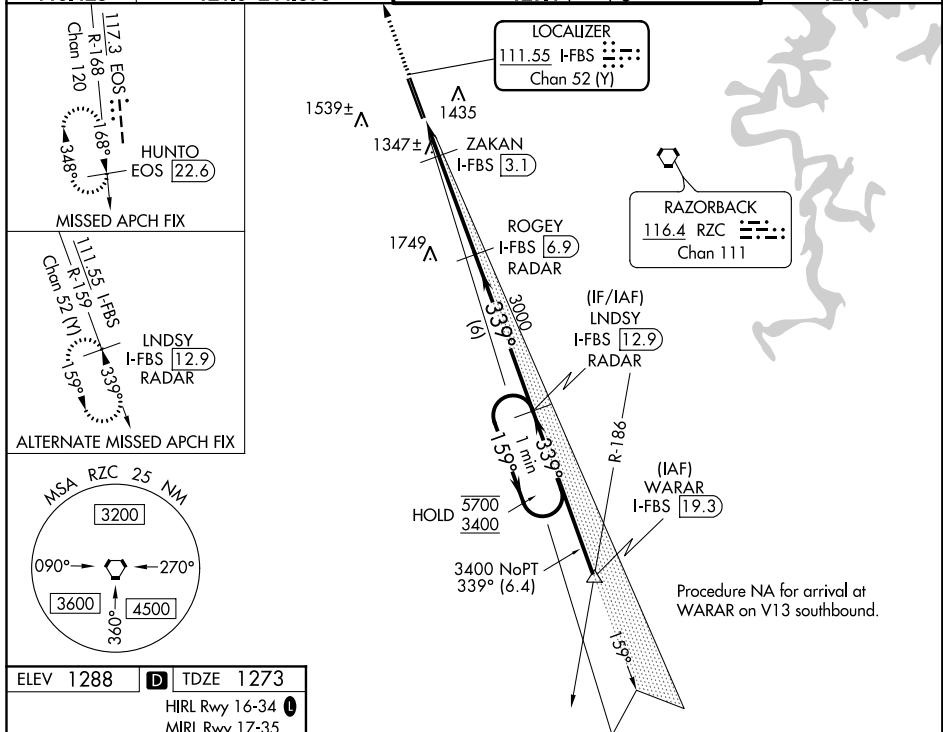 117.3 EOS
R-168
Chan 120
168°
348°
HUNTO
EOS 22.6
MISSED APCH FIX
111.55 I-FBS
R-159
Chan 52 (Y)
LNDSY
I-FBS 12.9
RADAR
159°
339°
ALTERNATE MISSED APCH FIX
MSA RZC 25 NM
3200
090°
270°
3600
4500
360°
ELEV 1288
D
TDZE 1273
HIRL Rwy 16-34 L
MIRL Rwy 17-35
LOCALIZER
111.55 I-FBS
Chan 52 (Y)
1539±
1435
1347±
ZAKAN
I-FBS 3.1
RAZORBACK
116.4 RZC
Chan 111
1749
ROGEY
I-FBS 6.9
RADAR
3000
339°
(6)
(IF/IAF)
LNDSY
I-FBS 12.9
RADAR
R-186
159°
1 min
339°
HOLD 5700
3400
(IAF)
WARAR
I-FBS 19.3
3400 NoPT
339° (6.4)
Procedure NA for arrival at
WARAR on V13 southbound.
159°